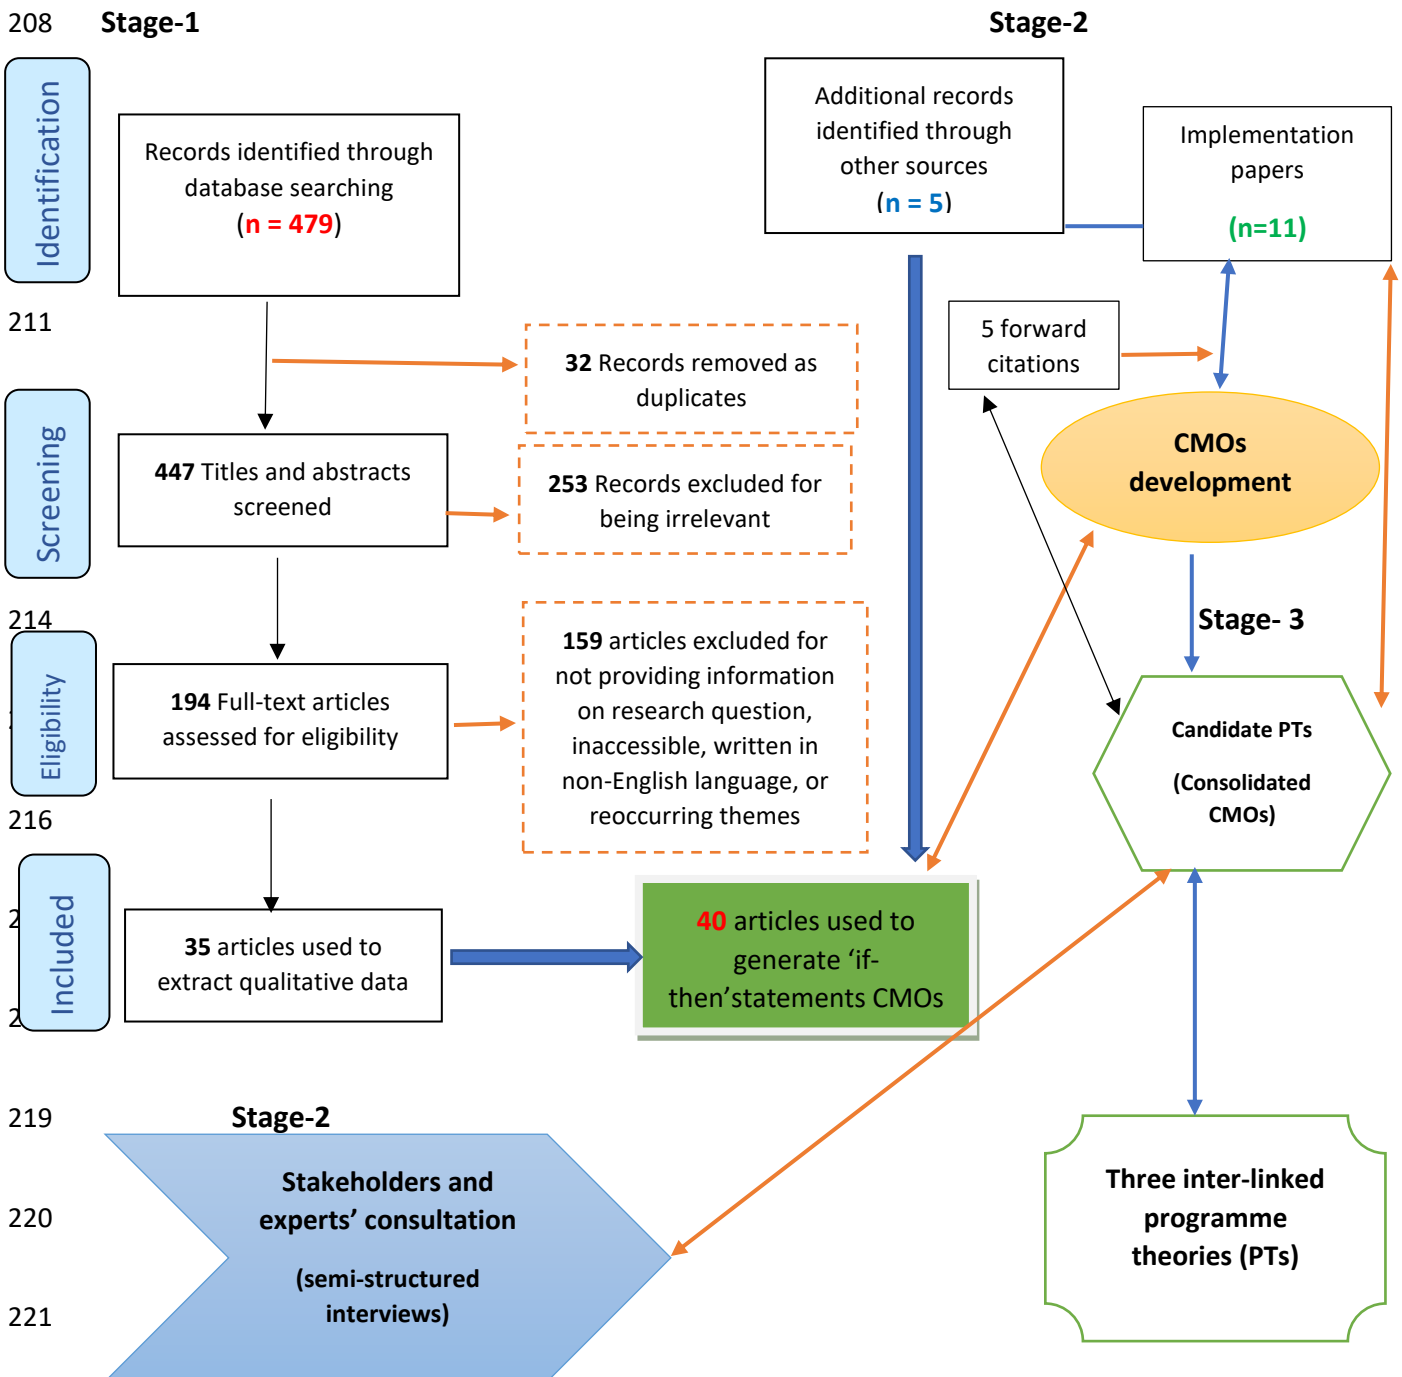 208
Stage-1
Stage-2
Identification
Records identified through
database searching
(n = 479)
Additional records
identified through
other sources
(n = 5)
Implementation
papers
(n=11)
211
32 Records removed as
duplicates
5 forward
citations
Screening
447 Titles and abstracts
screened
253 Records excluded for
being irrelevant
CMOs
development
214
Stage- 3
Eligibility
194 Full-text articles
assessed for eligibility
159 articles excluded for
not providing information
on research question,
inaccessible, written in
non-English language, or
reoccurring themes
Candidate PTs
(Consolidated
CMOs)
216
Included
35 articles used to
extract qualitative data
40 articles used to
generate ‘if-
then’statements CMOs
219
Stage-2
Stakeholders and
experts’ consultation
(semi-structured
interviews)
220
221
Three inter-linked
programme
theories (PTs)